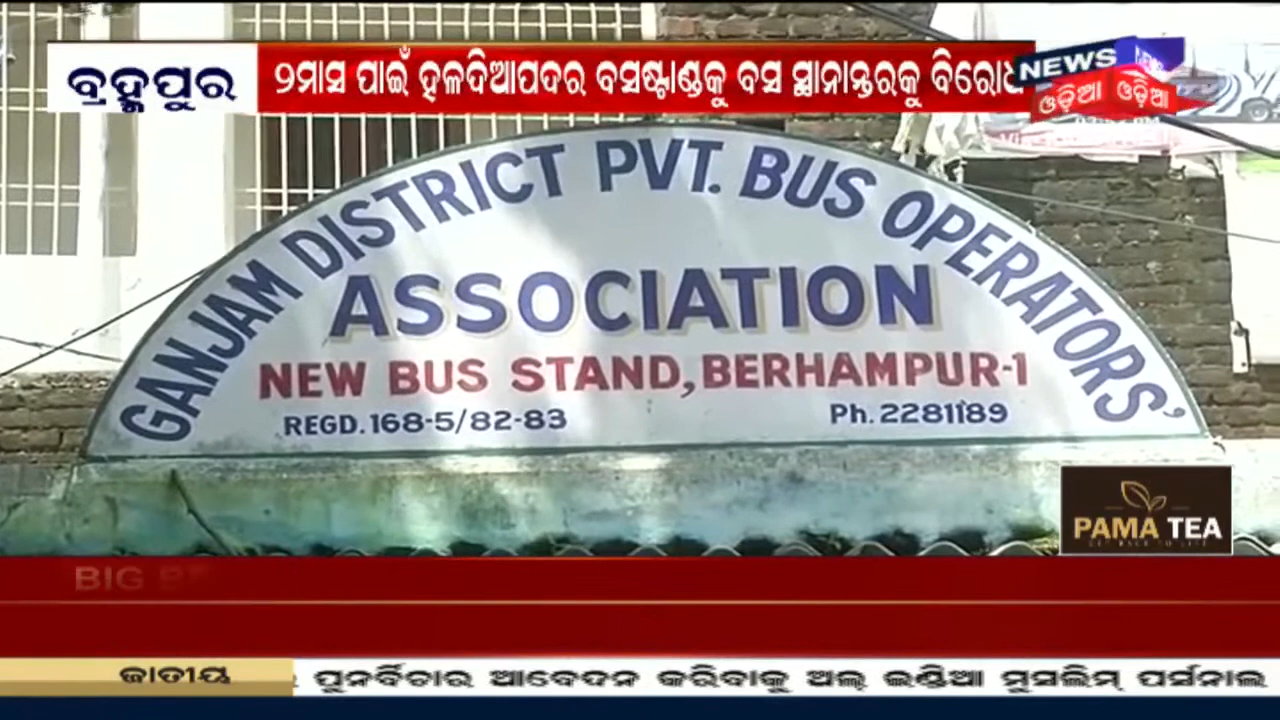 ବ୍ରହ୍ମପୁର
୨ମାସ ପାଇଁ ହଳଦିଆପଦର ବସଷ୍ଟାଣ୍ଡକୁ ବସ ସ୍ଥାନାନ୍ତରକୁ ବିରୋଧ
NEWS
ଓଡ଼ିଆ ଓଡ଼ିଆ
GANJAM DISTRICT PVT. BUS OPERATORS'
ASSOCIATION
NEW BUS STAND, BERHAMPUR-1
REGD. 168-5/82-83 Ph. 2281189
PAMA TEA
BIG
ଜାତୀୟ
ପୁନର୍ବିଚାର ଆବେଦନ କରିବାକୁ ଅଲ୍ ଇଣ୍ଡିଆ ମୁସଲିମ୍ ପର୍ସନାଲ